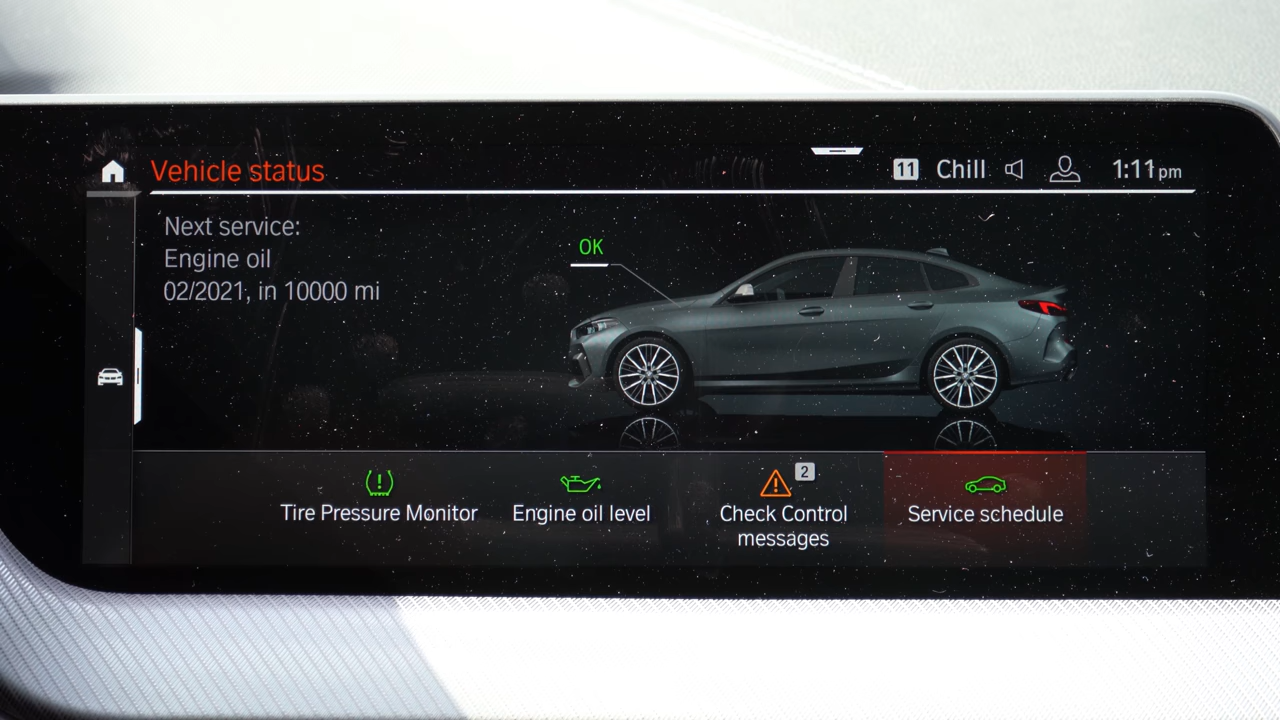 Vehicle status
11 Chill 1:11 pm
Next service:
Engine oil
02/2021, in 10000 mi
OK
2
Tire Pressure Monitor
Engine oil level
Check Control
messages
Service schedule